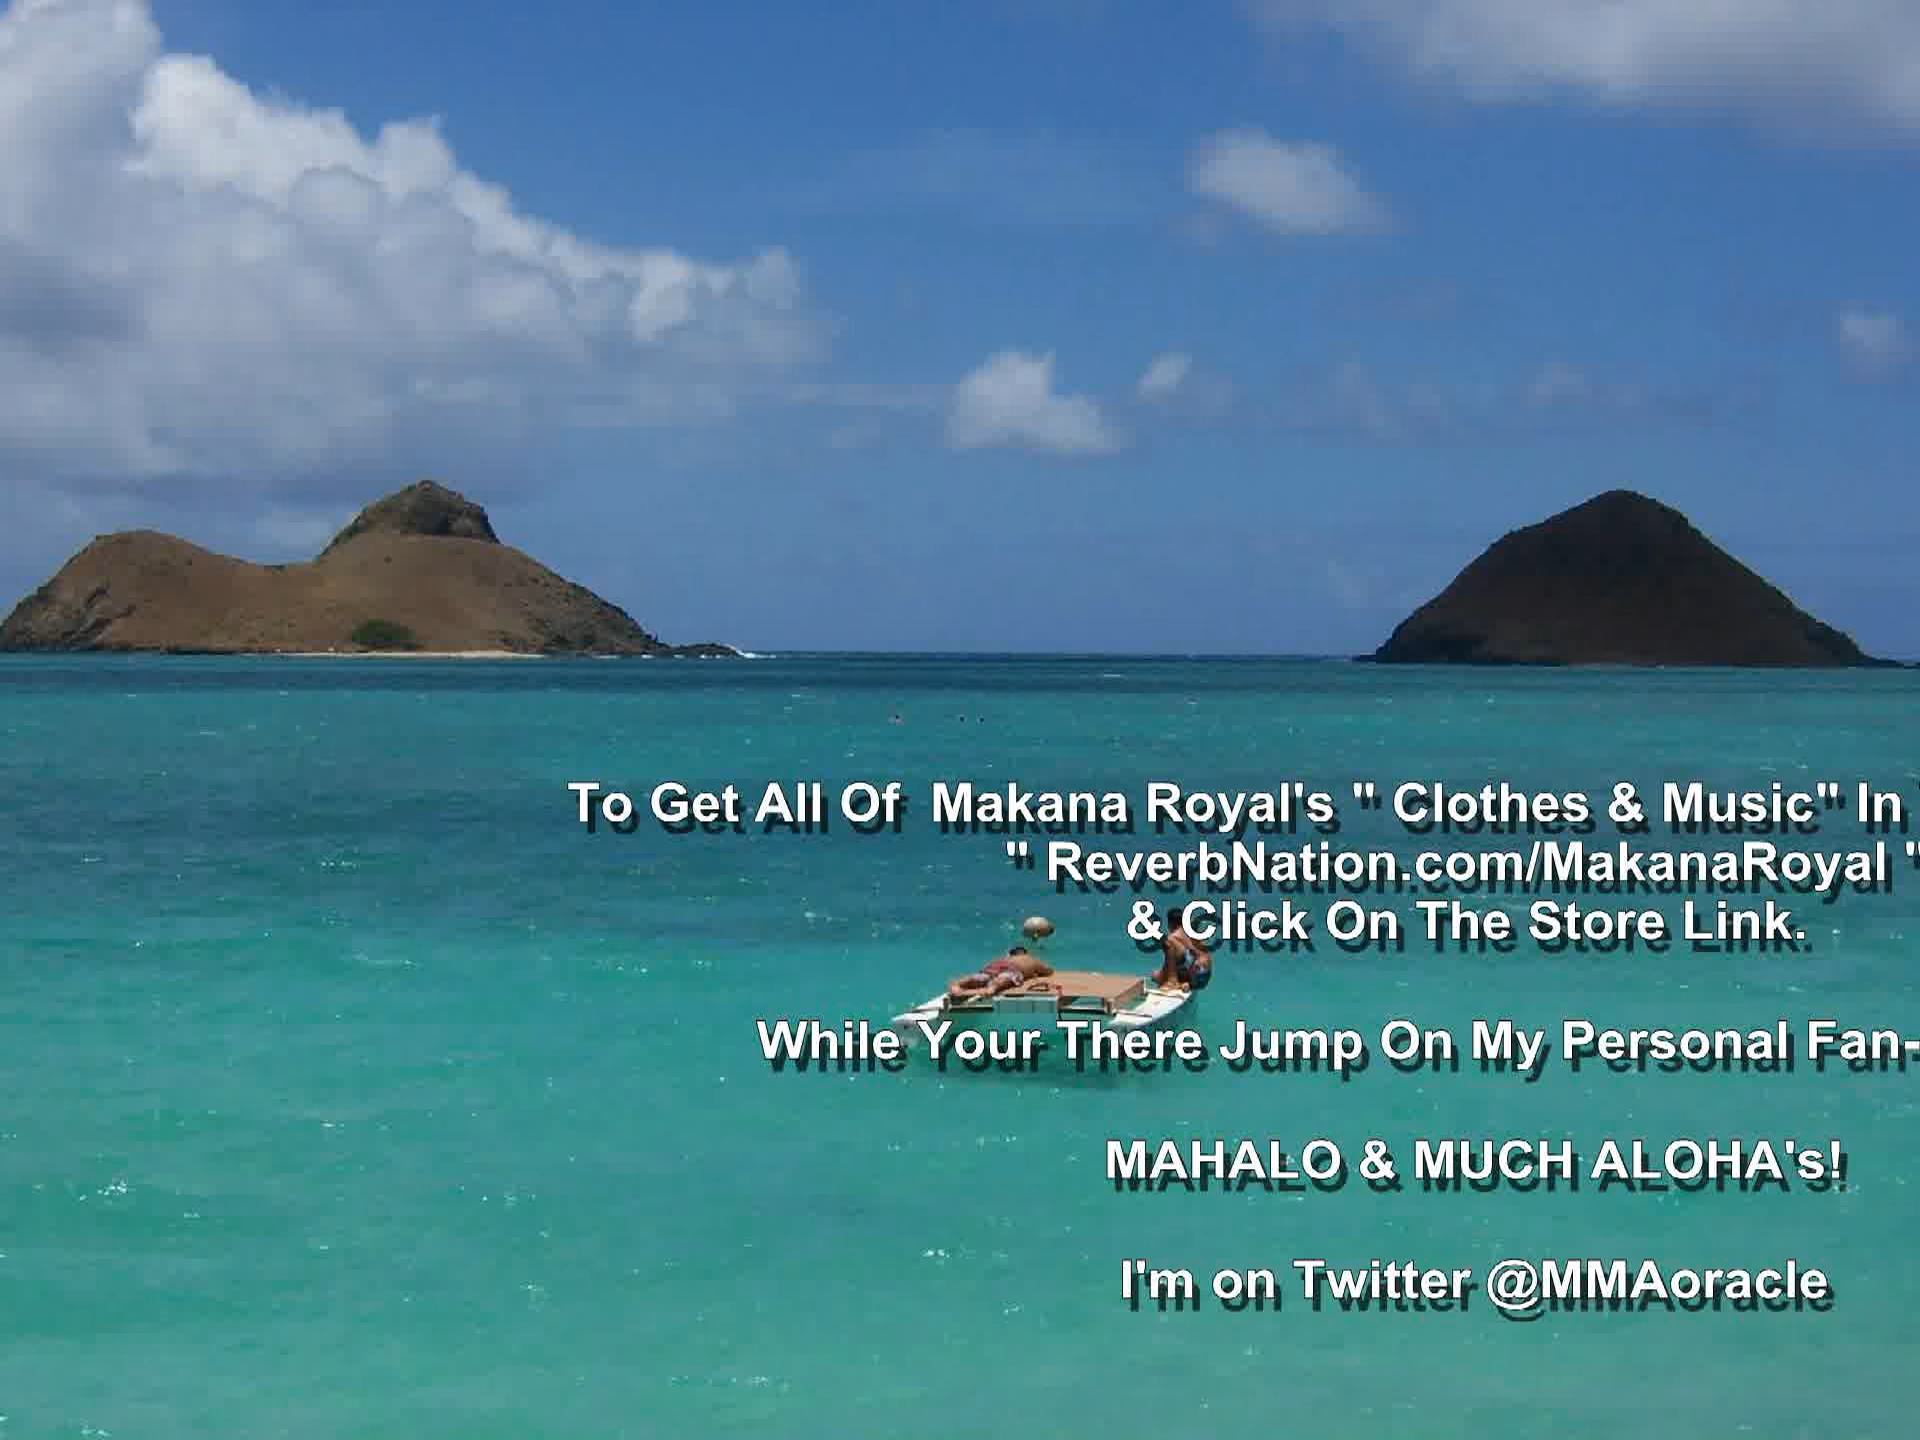 To Get All Of Makana Royal's " Clothes & Music" In
" ReverbNation.com/MakanaRoyal "
& Click On The Store Link.
While Your There Jump On My Personal Fan-
MAHALO & MUCH ALOHA's!
I'm on Twitter @MMAoracle